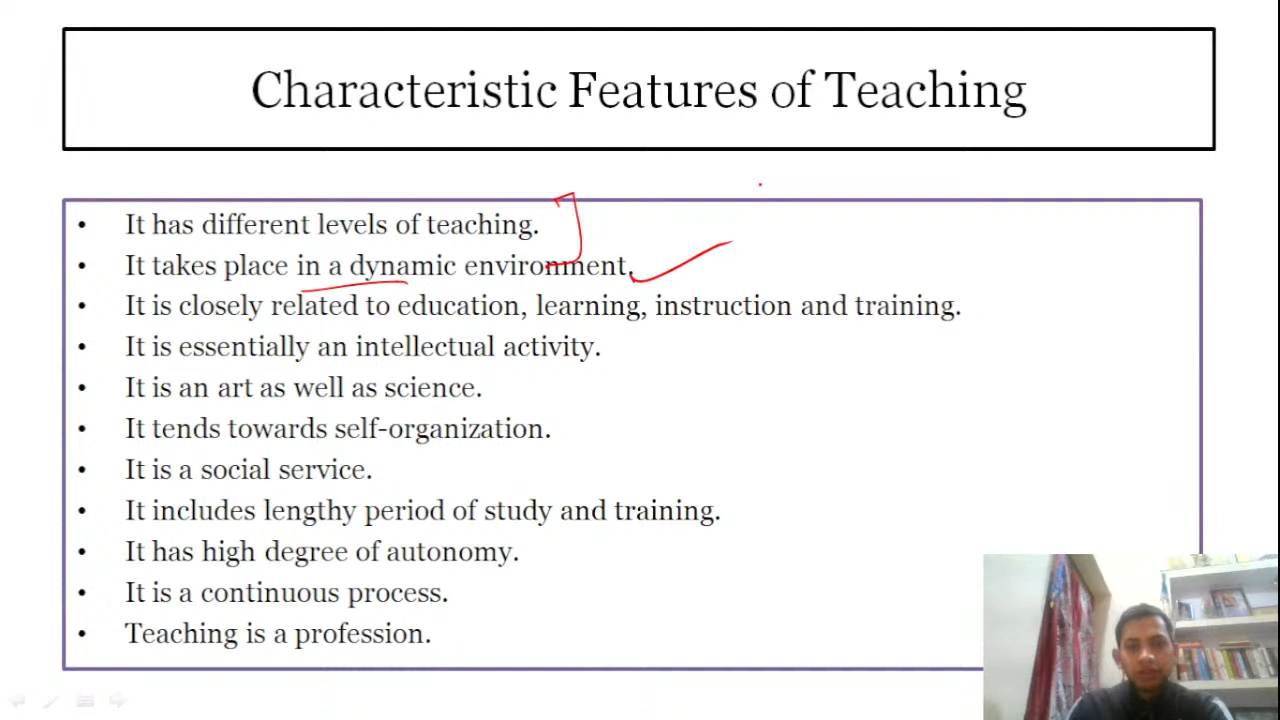 Characteristic Features of Teaching
• It has different levels of teaching.
• It takes place in a dynamic environment.
• It is closely related to education, learning, instruction and training.
• It is essentially an intellectual activity.
• It is an art as well as science.
• It tends towards self-organization.
• It is a social service.
• It includes lengthy period of study and training.
• It has high degree of autonomy.
• It is a continuous process.
• Teaching is a profession.